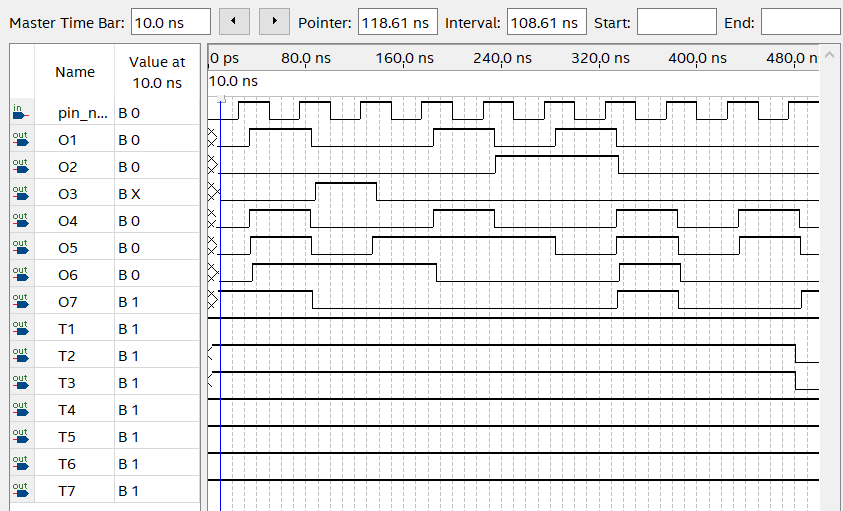 Master Time Bar: 10.0 ns Pointer: 118.61 ns Interval: 108.61 ns Start: End:
Name Value at 10.0 ns
0 ps 80.0 ns 160.0 ns 240.0 ns 320.0 ns 400.0 ns 480.0 n
10.0 ns
in pin_n... B 0
out O1 B 0
out O2 B 0
out O3 B X
out O4 B 0
out O5 B 0
out O6 B 0
out O7 B 1
out T1 B 1
out T2 B 1
out T3 B 1
out T4 B 1
out T5 B 1
out T6 B 1
out T7 B 1